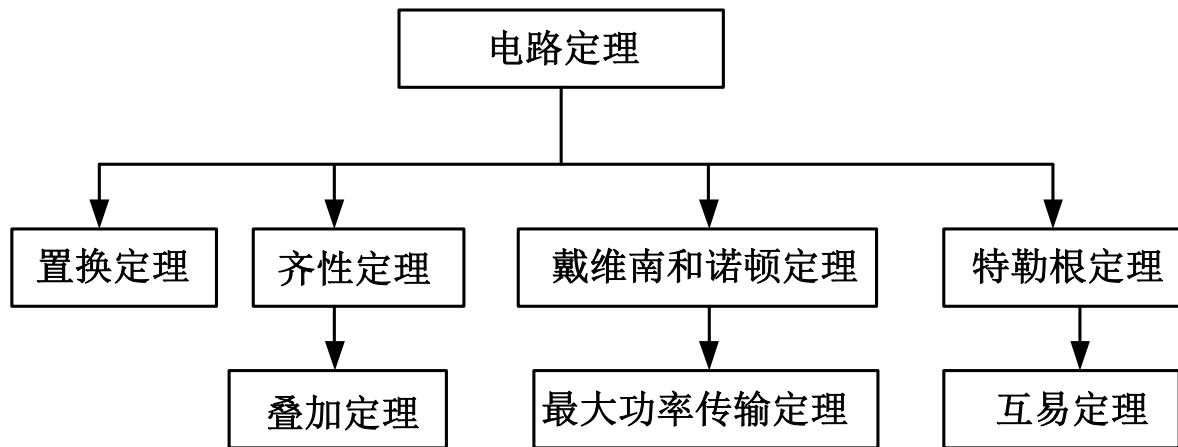 电路定理
置换定理
齐性定理
戴维南和诺顿定理
特勒根定理
叠加定理
最大功率传输定理
互易定理